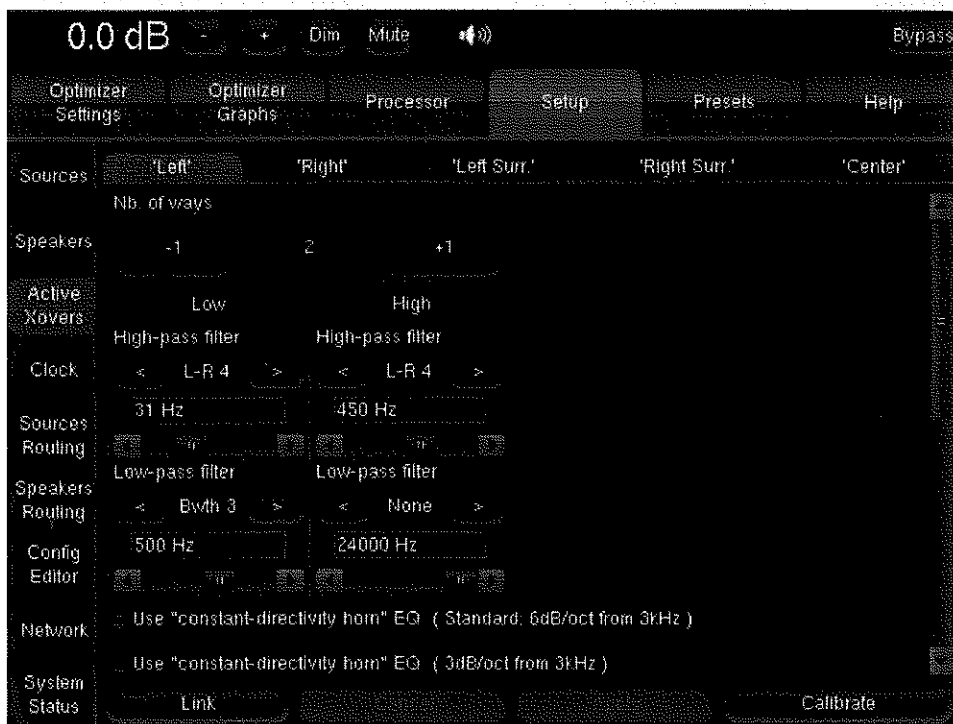 0.0 dB - + Dim Mute Bypass
Optimizer Settings Optimizer Graphs Processor Setup Presets Help
Sources 'Left' 'Right' 'Left Surr.' 'Right Surr.' 'Center'
Nb. of ways
Speakers -1 2 +1
Active Xovers Low High
High-pass filter High-pass filter
Clock < L-R 4 > < L-R 4 >
31 Hz 450 Hz
Sources Routing
Low-pass filter Low-pass filter
Speakers Routing < Bwth 3 > < None >
500 Hz 24000 Hz
Config Editor
Use "constant-directivity horn" EQ ( Standard: 6dB/oct from 3kHz )
Network
Use "constant-directivity horn" EQ ( 3dB/oct from 3kHz )
System Status Link Calibrate